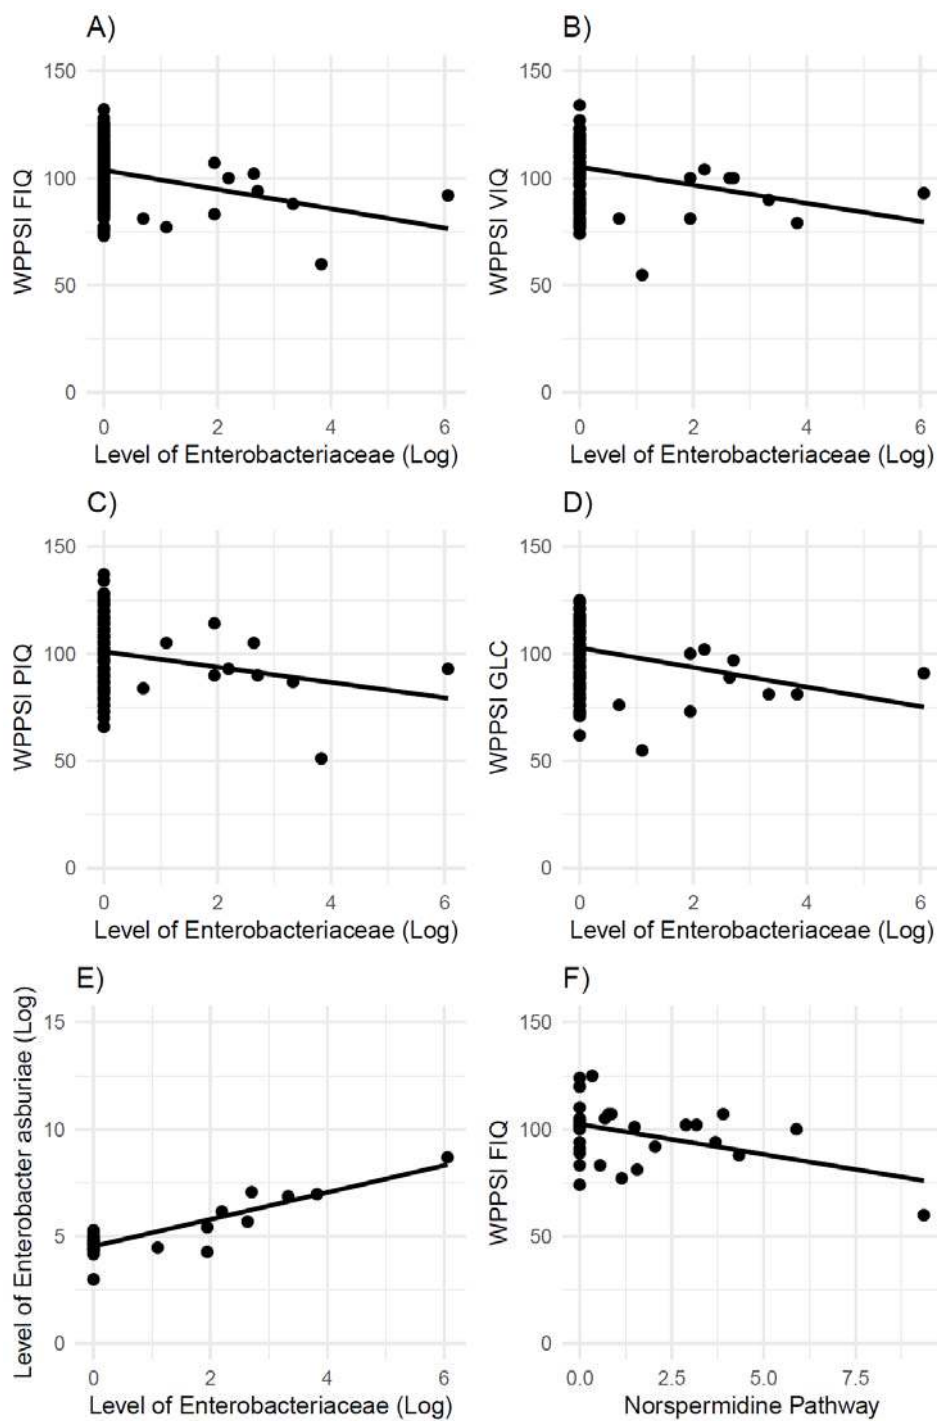 A)
WPPSI FIQ
150
100
50
0
0 2 4 6
Level of Enterobacteriaceae (Log)
B)
WPPSI VIQ
150
100
50
0
0 2 4 6
Level of Enterobacteriaceae (Log)
C)
WPPSI PIQ
150
100
50
0
0 2 4 6
Level of Enterobacteriaceae (Log)
D)
WPPSI GLC
150
100
50
0
0 2 4 6
Level of Enterobacteriaceae (Log)
E)
Level of Enterobacter asburiae (Log)
15
10
5
0
0 2 4 6
Level of Enterobacteriaceae (Log)
F)
WPPSI FIQ
150
100
50
0
0.0 2.5 5.0 7.5
Norspermidine Pathway